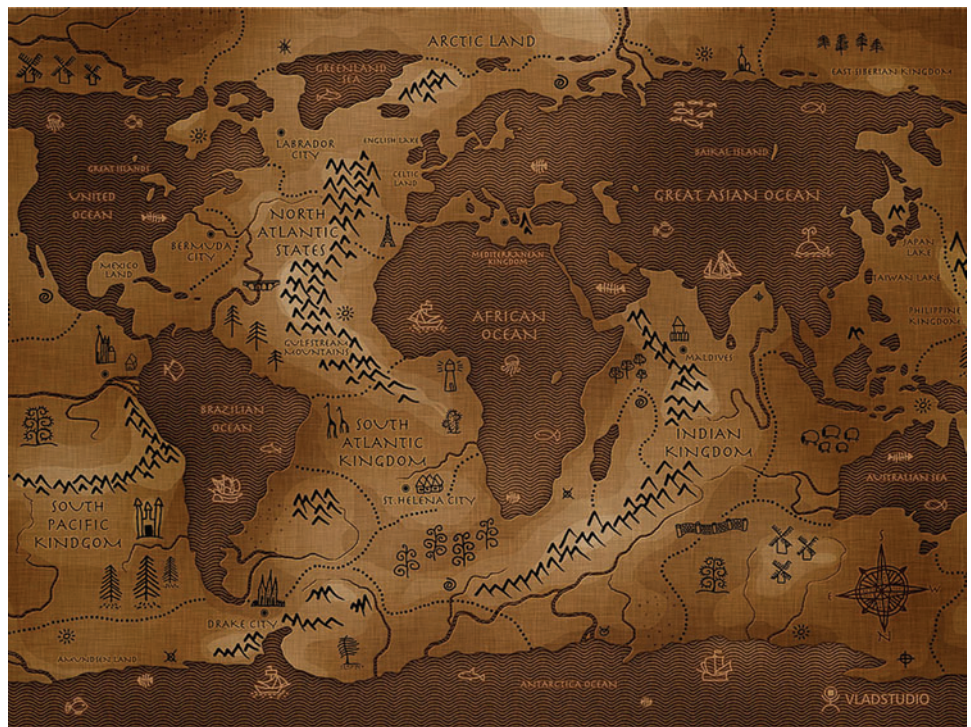 ARCTIC LAND
GREENLAND
SEA
EAST SIBERIAN KINGDOM
LABRADOR
CITY
ENGLISH LAKE
CELTIC
LAND
GREAT ISLANDS
UNITED
OCEAN
BAIKAL ISLAND
GREAT ASIAN OCEAN
NORTH
ATLANTIC
STATES
BERMUDA
CITY
MEXICO
LAND
MEDITERRANEAN
KINGDOM
JAPAN
LAKE
TAIWAN LAKE
PHILIPPINE
KINGDOM
AFRICAN
OCEAN
GULFSTREAM
MOUNTAINS
MALDIVES
BRAZILIAN
OCEAN
SOUTH
ATLANTIC
KINGDOM
INDIAN
KINGDOM
AUSTRALIAN SEA
ST.HELENA CITY
SOUTH
PACIFIC
KINDGOM
DRAKE CITY
AMUNDSEN LAND
ANTARCTICA OCEAN
E
W
N
VLADSTUDIO